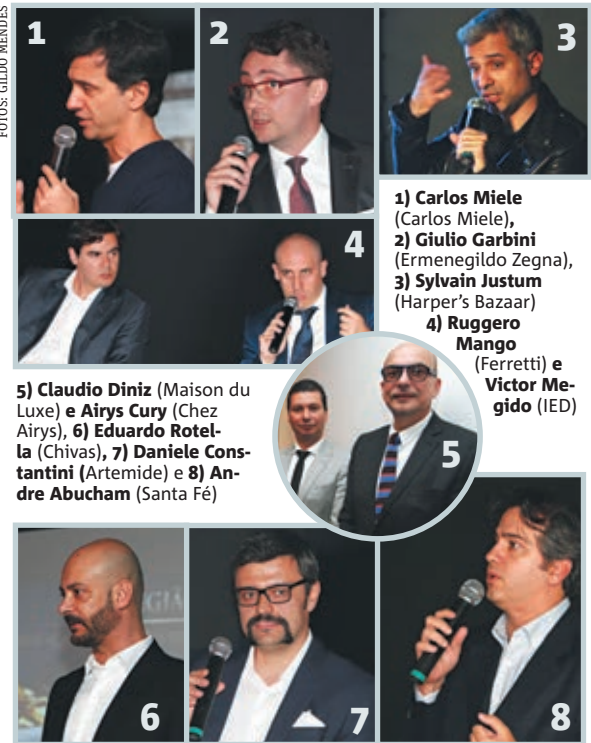 FOTOS: GILDO MENDES
1
2
3
1) Carlos Miele
(Carlos Miele),
2) Giulio Garbini
(Ermenegildo Zegna),
3) Sylvain Justum
(Harper's Bazaar)
4) Ruggero
Mango
(Ferretti) e
Victor Me-
gido (IED)
4
5) Claudio Diniz (Maison du
Luxe) e Airys Cury (Chez
Airys), 6) Eduardo Rotel-
la (Chivas), 7) Daniele Cons-
tantini (Artemide) e 8) An-
dre Abucham (Santa Fé)
5
6
7
8